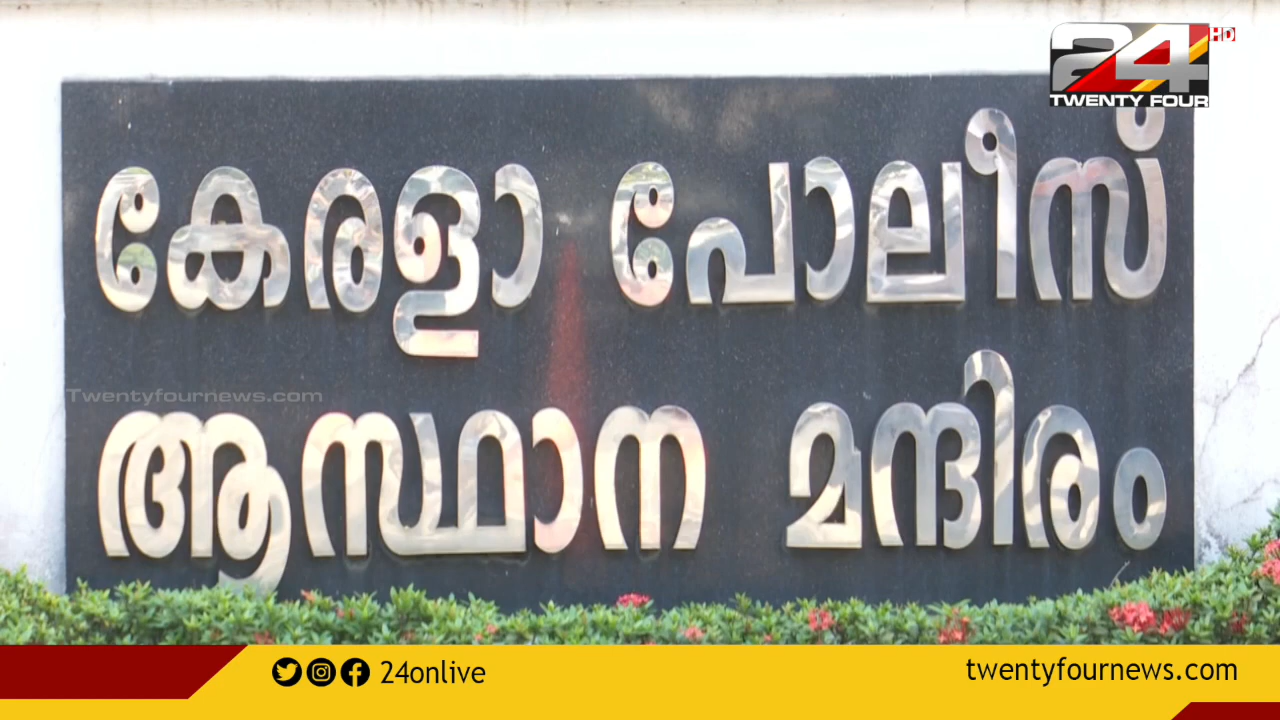 24 HD
TWENTY FOUR
കേരളാ പോലീസ്
Twentyfournews.com
ആസ്ഥാന മന്ദിരം
24onlive
twentyfournews.com